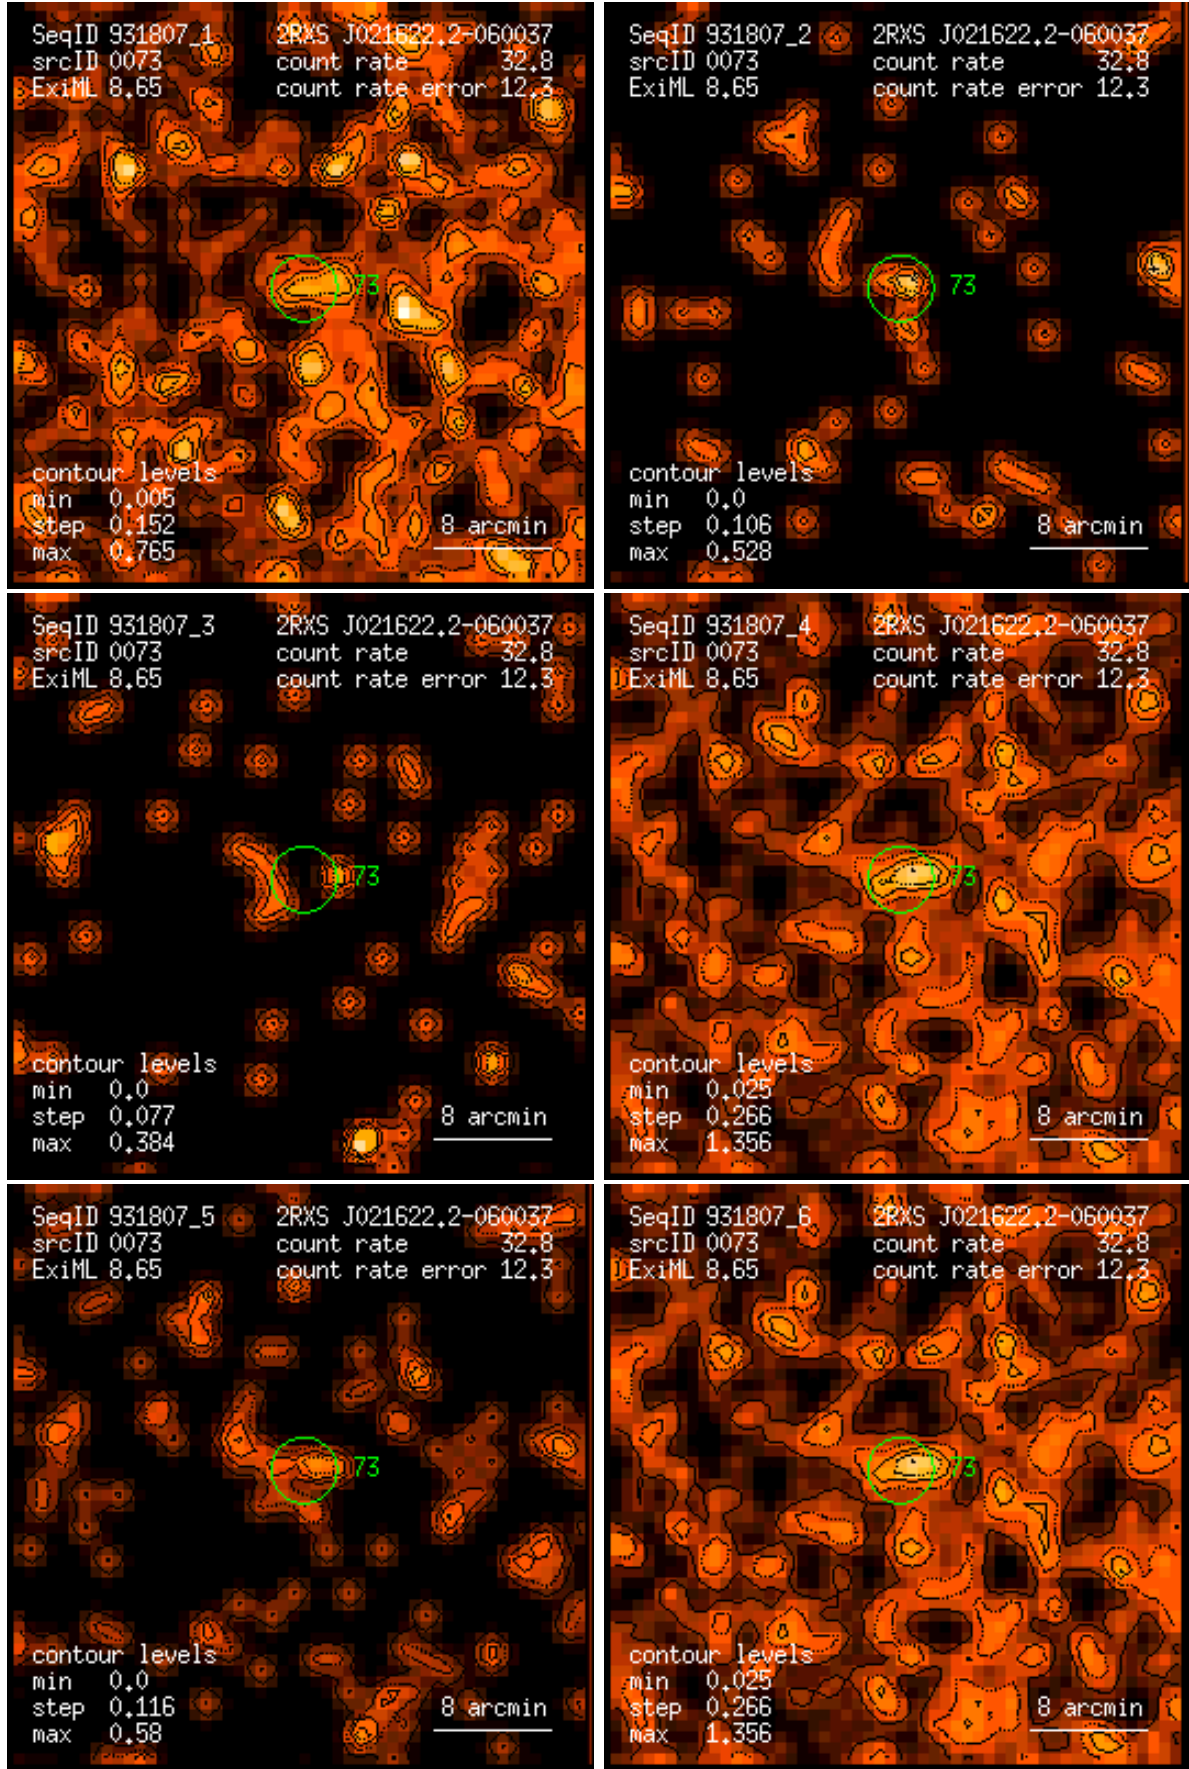 SeqID 931807_1 2RXS J021622.2-060037
srcID 0073 count rate 32.8
ExiML 8.65 count rate error 12.3
73
contour levels
min 0.005
step 0.152
max 0.765
8 arcmin
SeqID 931807_2 2RXS J021622.2-060037
srcID 0073 count rate 32.8
ExiML 8.65 count rate error 12.3
73
contour levels
min 0.0
step 0.106
max 0.528
8 arcmin
SeqID 931807_3 2RXS J021622.2-060037
srcID 0073 count rate 32.8
ExiML 8.65 count rate error 12.3
73
contour levels
min 0.0
step 0.077
max 0.384
8 arcmin
SeqID 931807_4 2RXS J021622.2-060037
srcID 0073 count rate 32.8
ExiML 8.65 count rate error 12.3
73
contour levels
min 0.025
step 0.266
max 1.356
8 arcmin
SeqID 931807_5 2RXS J021622.2-060037
srcID 0073 count rate 32.8
ExiML 8.65 count rate error 12.3
73
contour levels
min 0.0
step 0.116
max 0.58
8 arcmin
SeqID 931807_6 2RXS J021622.2-060037
srcID 0073 count rate 32.8
ExiML 8.65 count rate error 12.3
73
contour levels
min 0.025
step 0.266
max 1.356
8 arcmin